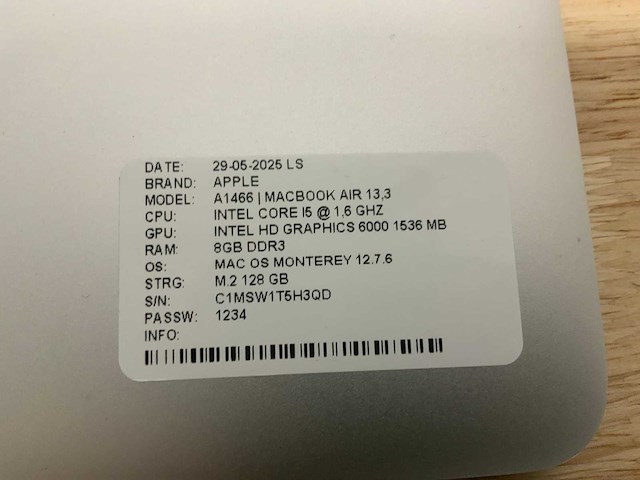 DATE: 29-05-2025 LS
BRAND: APPLE
MODEL: A1466 | MACBOOK AIR 13,3
CPU: INTEL CORE I5 @ 1,6 GHZ
GPU: INTEL HD GRAPHICS 6000 1536 MB
RAM: 8GB DDR3
OS: MAC OS MONTEREY 12.7.6
STRG: M.2 128 GB
S/N: C1MSW1T5H3QD
PASSW: 1234
INFO: